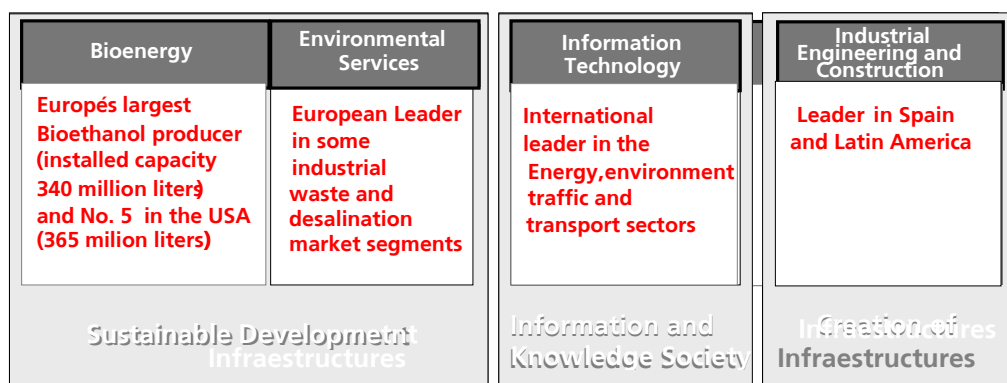 Bioenergy
Europés largest
Bioethanol producer
(installed capacity
340 million liters)
and No. 5 in the USA
(365 milion liters)
Environmental
Services
European Leader
in some
industrial
waste and
desalination
market segments
Sustainable Development
Infraestructures
Information
Technology
International
leader in the
Energy,environment
traffic and
transport sectors
Information and
Knowledge Society
Industrial
Engineering and
Construction
Leader in Spain
and Latin America
Creation of
Infraestructures